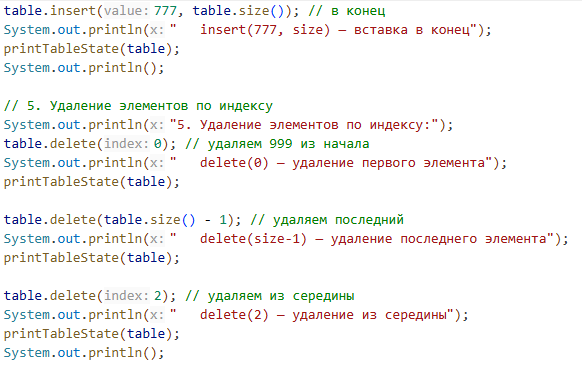 table.insert(value: 777, table.size()); // в конец
System.out.println(x: "   insert(777, size) — вставка в конец");
printTableState(table);
System.out.println();

// 5. Удаление элементов по индексу
System.out.println(x: "5. Удаление элементов по индексу:");
table.delete(index: 0); // удаляем 999 из начала
System.out.println(x: "   delete(0) — удаление первого элемента");
printTableState(table);

table.delete(table.size() - 1); // удаляем последний
System.out.println(x: "   delete(size-1) — удаление последнего элемента");
printTableState(table);

table.delete(index: 2); // удаляем из середины
System.out.println(x: "   delete(2) — удаление из середины");
printTableState(table);
System.out.println();